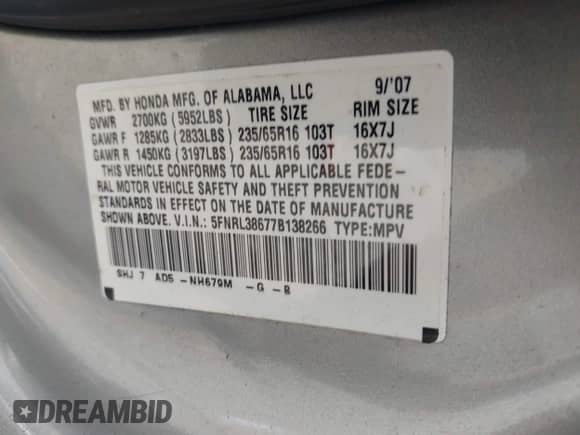 MFD. BY HONDA MFG. OF ALABAMA, LLC 9/'07
GVWR 2700KG (5952LBS) TIRE SIZE RIM SIZE
GAWR F 1285KG (2833LBS) 235/65R16 103T 16X7J
GAWR R 1450KG (3197LBS) 235/65R16 103T 16X7J
THIS VEHICLE CONFORMS TO ALL APPLICABLE FEDE-
RAL MOTOR VEHICLE SAFETY AND THEFT PREVENTION
STANDARDS IN EFFECT ON THE DATE OF MANUFACTURE
SHOWN ABOVE. V.I.N.: 5FNRL38677B138266 TYPE:MPV
SHJ 7 AD5 -NH679M -G -B
DREAMBID